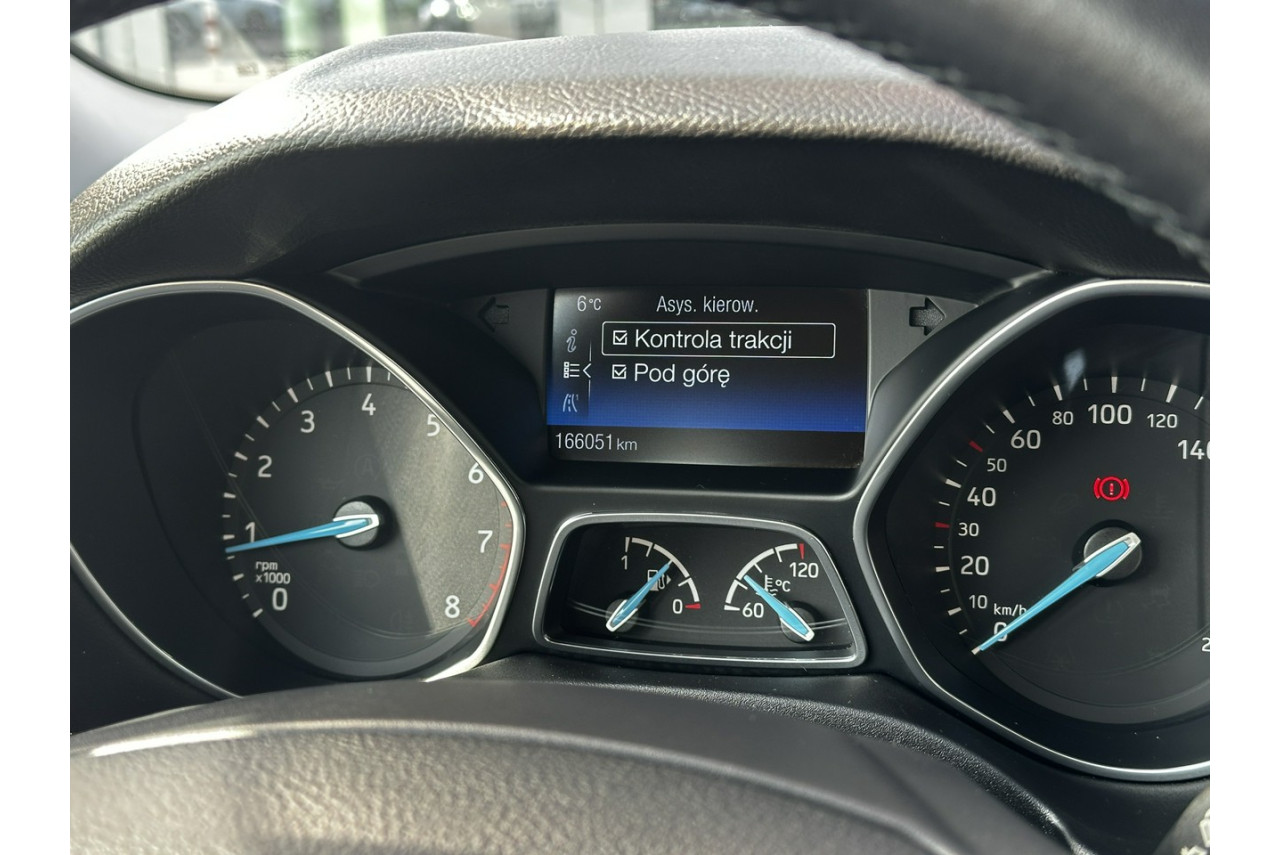 6°C Asys. kierow.
Kontrola trakcji
Pod górę
166051 km
0 1 2 3 4 5 6 7 8
rpm
x1000
1 0
60 120
°C
0 10 20 30 40 50 60 80 100 120 140
km/h